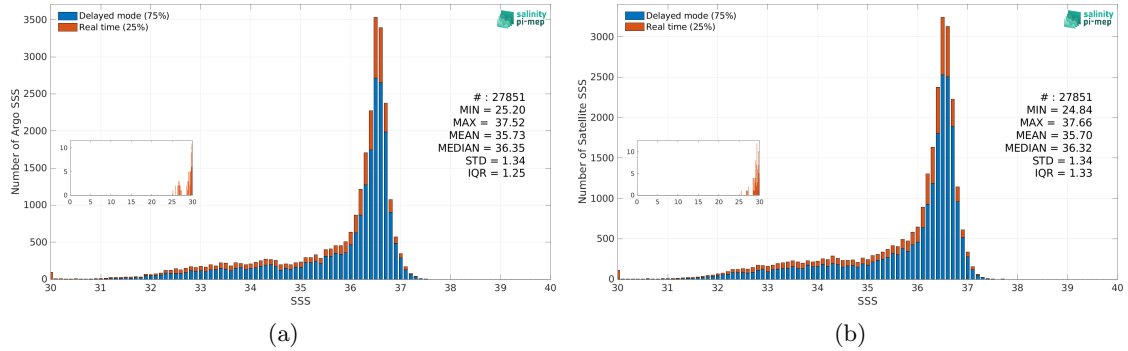 Delayed mode (75%)
Real time (25%)
salinity
pi-mep
Number of Argo SSS
3500
3000
2500
2000
1500
1000
500
0
# : 27851
MIN = 25.20
MAX = 37.52
MEAN = 35.73
MEDIAN = 36.35
STD = 1.34
IQR = 1.25
10
5
0
0 5 10 15 20 25 30
30 31 32 33 34 35 36 37 38 39 40
SSS
(a)
Delayed mode (75%)
Real time (25%)
salinity
pi-mep
Number of Satellite SSS
3000
2500
2000
1500
1000
500
0
# : 27851
MIN = 24.84
MAX = 37.66
MEAN = 35.70
MEDIAN = 36.32
STD = 1.34
IQR = 1.33
10
5
0
0 5 10 15 20 25 30
30 31 32 33 34 35 36 37 38 39 40
SSS
(b)